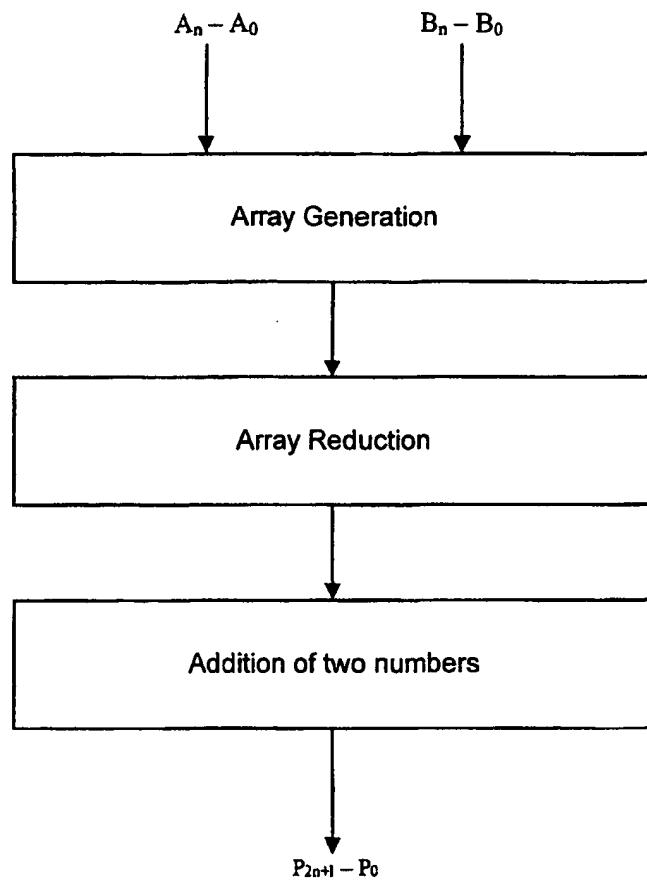 Aₙ – A₀ Bₙ – B₀
Array Generation
Array Reduction
Addition of two numbers
P₂ₙ₊₁ – P₀